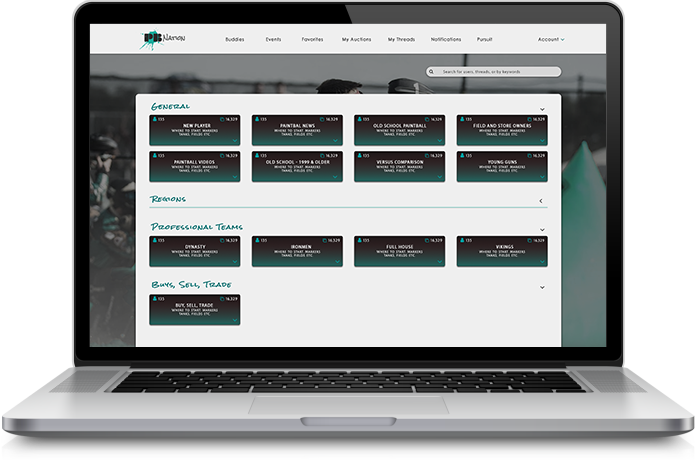 PB Nation
Buddies Events Favorites My Auctions My Threads Notifications Pursuit Account
Search for users, threads, or by keywords
General
135 16,329 135 16,329 135 16,329 135 16,329
NEW PLAYER PAINTBAL NEWS OLD SCHOOL PAINTBALL FIELD AND STORE OWNERS
WHERE TO START, MARKERS WHERE TO START, MARKERS WHERE TO START, MARKERS WHERE TO START, MARKERS
TANKS, FIELDS, ETC. TANKS, FIELDS, ETC. TANKS, FIELDS, ETC. TANKS, FIELDS, ETC.
135 16,329 135 16,329 135 16,329 135 16,329
PAINTBALL VIDEOS OLD SCHOOL - 1999 & OLDER VERSUS COMPARISON YOUNG GUNS
WHERE TO START, MARKERS WHERE TO START, MARKERS WHERE TO START, MARKERS WHERE TO START, MARKERS
TANKS, FIELDS, ETC. TANKS, FIELDS, ETC. TANKS, FIELDS, ETC. TANKS, FIELDS, ETC.
Regions
Professional Teams
135 16,329 135 16,329 135 16,329 135 16,329
DYNASTY IRONMEN FULL HOUSE VIKINGS
WHERE TO START, MARKERS WHERE TO START, MARKERS WHERE TO START, MARKERS WHERE TO START, MARKERS
TANKS, FIELDS, ETC. TANKS, FIELDS, ETC. TANKS, FIELDS, ETC. TANKS, FIELDS, ETC.
Buys, Sell, Trade
135 16,329
BUY, SELL, TRADE
WHERE TO START, MARKERS
TANKS, FIELDS, ETC.